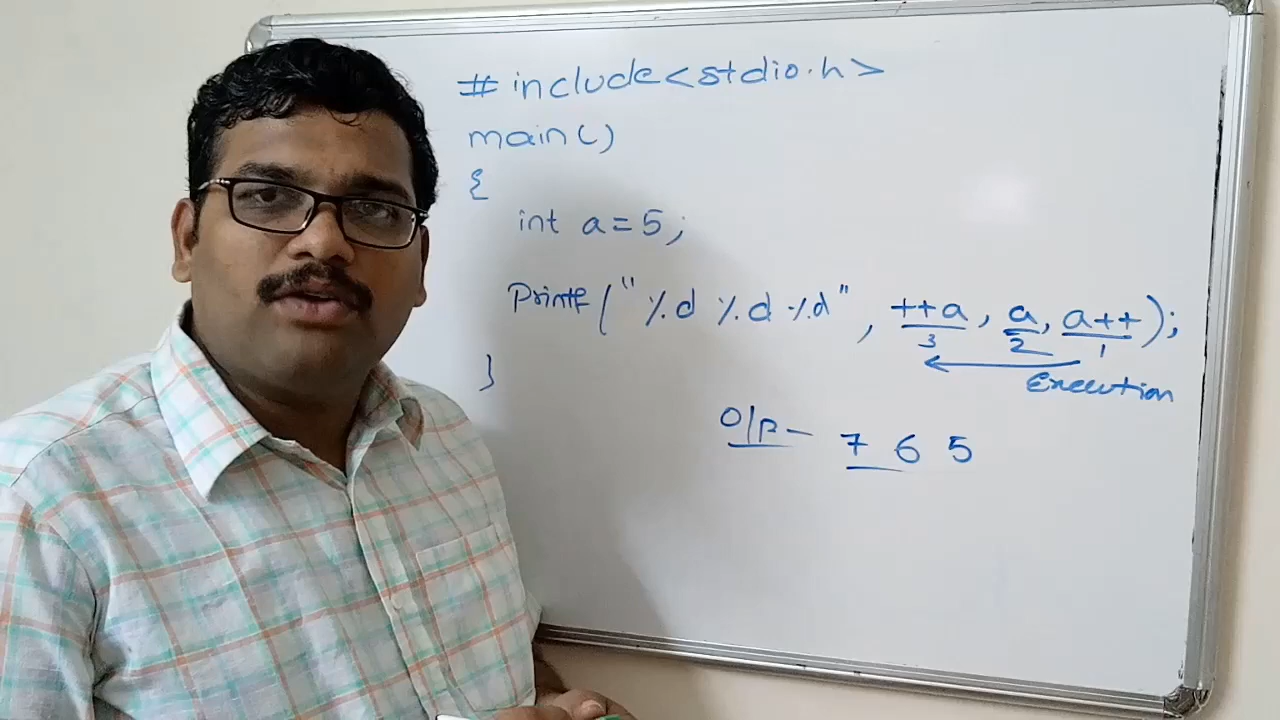 #include<stdio.h>
main()
{
int a=5;
Printf("%d %d %d", ++a, a, a++);
3 2 1
Execution
}
O/P- 7 6 5